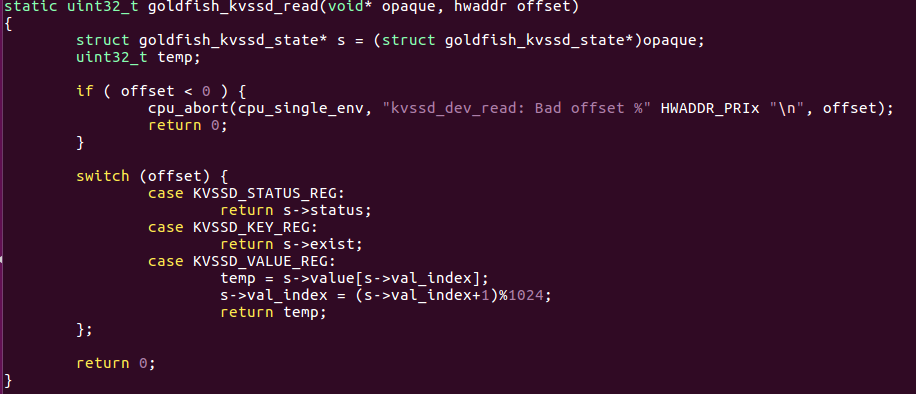 static uint32_t goldfish_kvssd_read(void* opaque, hwaddr offset)
{
        struct goldfish_kvssd_state* s = (struct goldfish_kvssd_state*)opaque;
        uint32_t temp;

        if ( offset < 0 ) {
                cpu_abort(cpu_single_env, "kvssd_dev_read: Bad offset %" HWADDR_PRIx "\n", offset);
                return 0;
        }

        switch (offset) {
                case KVSSD_STATUS_REG:
                        return s->status;
                case KVSSD_KEY_REG:
                        return s->exist;
                case KVSSD_VALUE_REG:
                        temp = s->value[s->val_index];
                        s->val_index = (s->val_index+1)%1024;
                        return temp;
        };

        return 0;
}